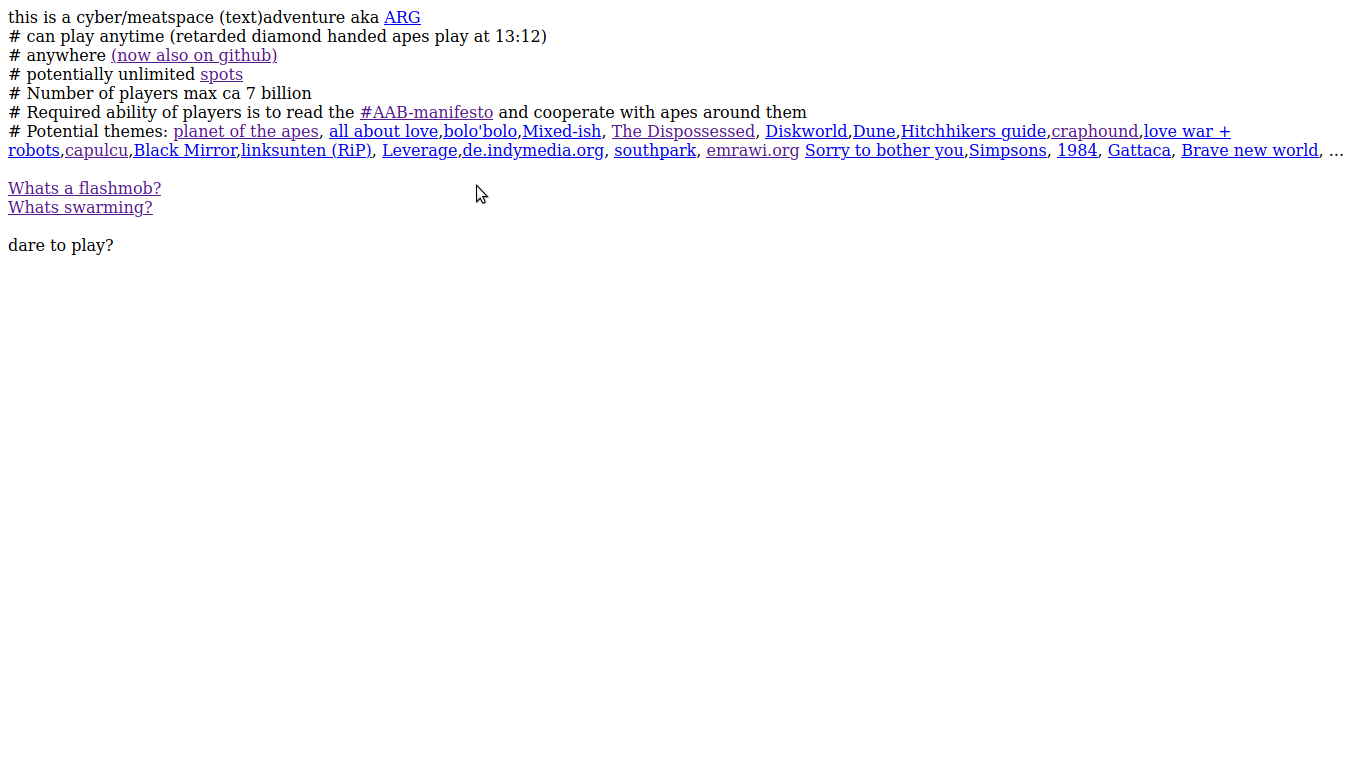 this is a cyber/meatspace (text)adventure aka ARG
# can play anytime (retarded diamond handed apes play at 13:12)
# anywhere (now also on github)
# potentially unlimited spots
# Number of players max ca 7 billion
# Required ability of players is to read the #AAB-manifesto and cooperate with apes around them
# Potential themes: planet of the apes, all about love,bolo'bolo,Mixed-ish, The Dispossessed, Diskworld,Dune,Hitchhikers guide,craphound,love war +
robots,capulcu,Black Mirror,linksunten (RiP), Leverage,de.indymedia.org, southpark, emrawi.org Sorry to bother you,Simpsons, 1984, Gattaca, Brave new world, ...
Whats a flashmob?
Whats swarming?
dare to play?